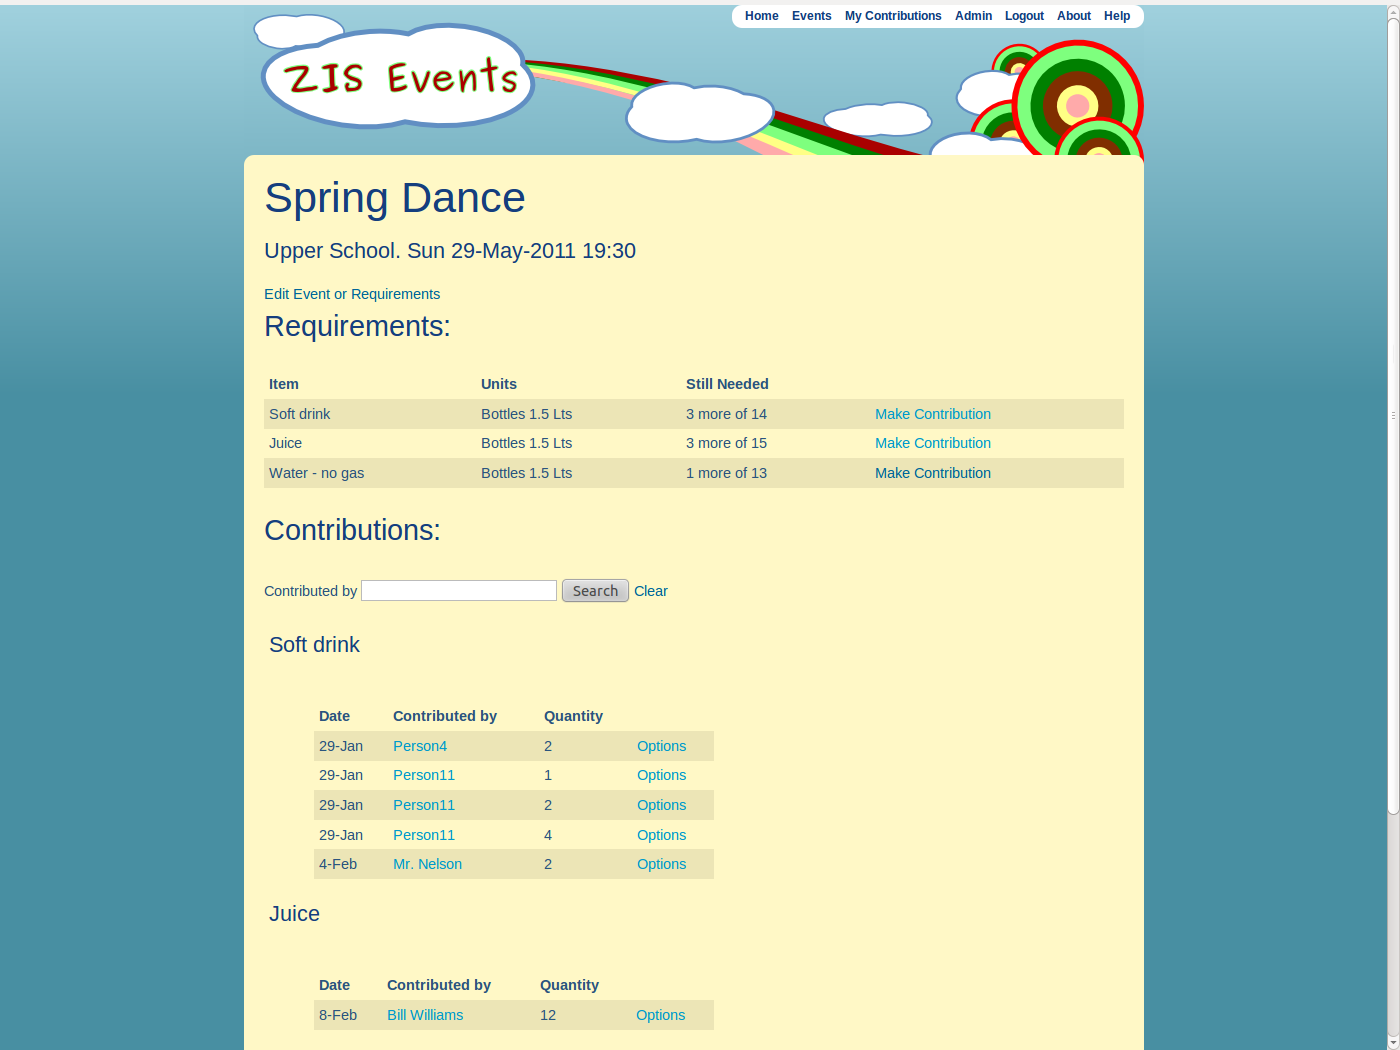 Home Events My Contributions Admin Logout About Help
ZIS Events
Spring Dance
Upper School. Sun 29-May-2011 19:30
Edit Event or Requirements
Requirements:
Item Units Still Needed
Soft drink Bottles 1.5 Lts 3 more of 14 Make Contribution
Juice Bottles 1.5 Lts 3 more of 15 Make Contribution
Water - no gas Bottles 1.5 Lts 1 more of 13 Make Contribution
Contributions:
Contributed by Search Clear
Soft drink
Date Contributed by Quantity
29-Jan Person4 2 Options
29-Jan Person11 1 Options
29-Jan Person11 2 Options
29-Jan Person11 4 Options
4-Feb Mr. Nelson 2 Options
Juice
Date Contributed by Quantity
8-Feb Bill Williams 12 Options